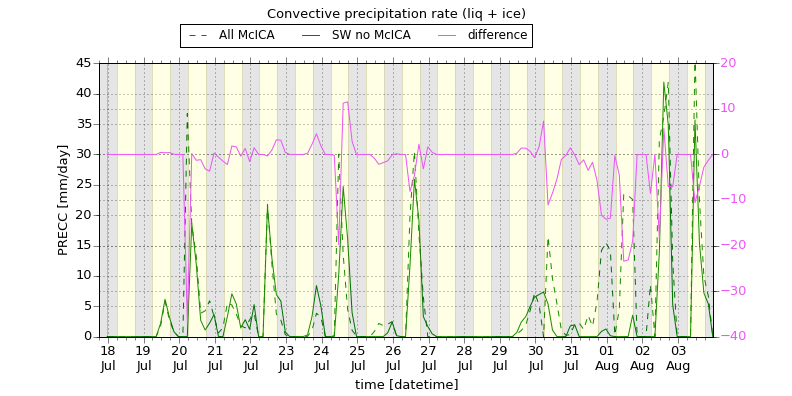 Convective precipitation rate (liq + ice)
All McICA SW no McICA difference
45 20
40 10
35 0
30 −10
25 −20
20 −30
15 −40
10
5
0
PRECC [mm/day]
18 19 20 21 22 23 24 25 26 27 28 29 30 31 01 02 03
Jul Jul Jul Jul Jul Jul Jul Jul Jul Jul Jul Jul Jul Jul Aug Aug Aug
time [datetime]